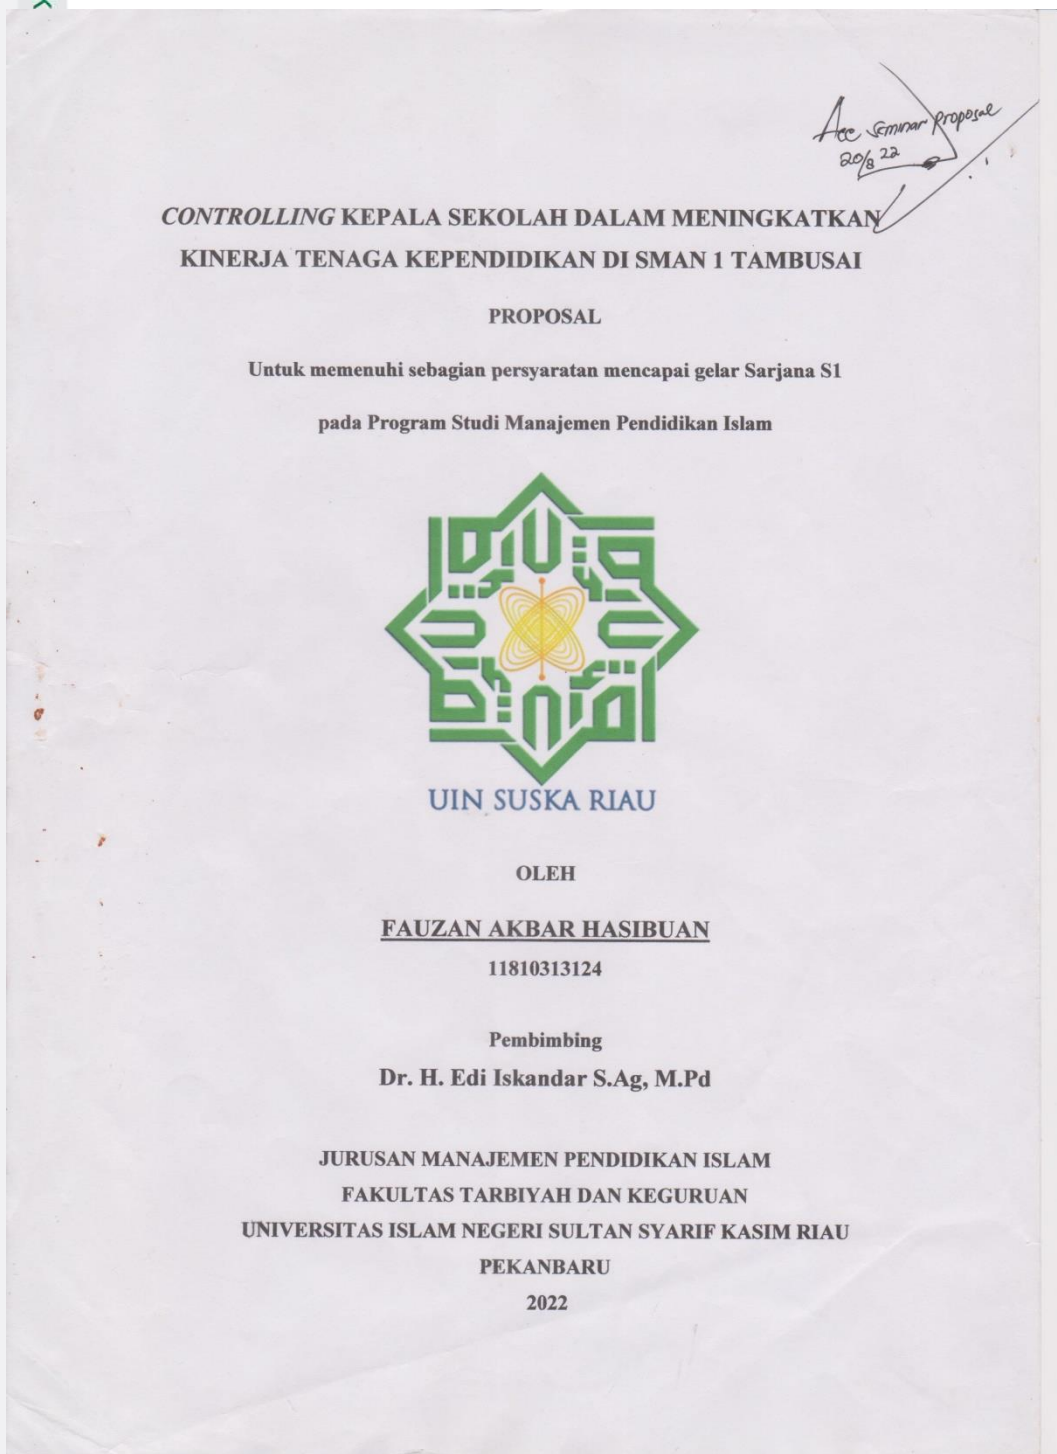 Acc Seminar Proposal
20/8 22
CONTROLLING KEPALA SEKOLAH DALAM MENINGKATKAN
KINERJA TENAGA KEPENDIDIKAN DI SMAN 1 TAMBUSAI
PROPOSAL
Untuk memenuhi sebagian persyaratan mencapai gelar Sarjana S1
pada Program Studi Manajemen Pendidikan Islam
UIN SUSKA RIAU
OLEH
FAUZAN AKBAR HASIBUAN
11810313124
Pembimbing
Dr. H. Edi Iskandar S.Ag, M.Pd
JURUSAN MANAJEMEN PENDIDIKAN ISLAM
FAKULTAS TARBIYAH DAN KEGURUAN
UNIVERSITAS ISLAM NEGERI SULTAN SYARIF KASIM RIAU
PEKANBARU
2022